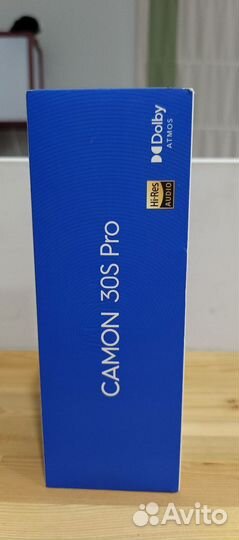 CAMON 30S Pro
Hi-Res
AUDIO
Dolby
ATMOS
Avito